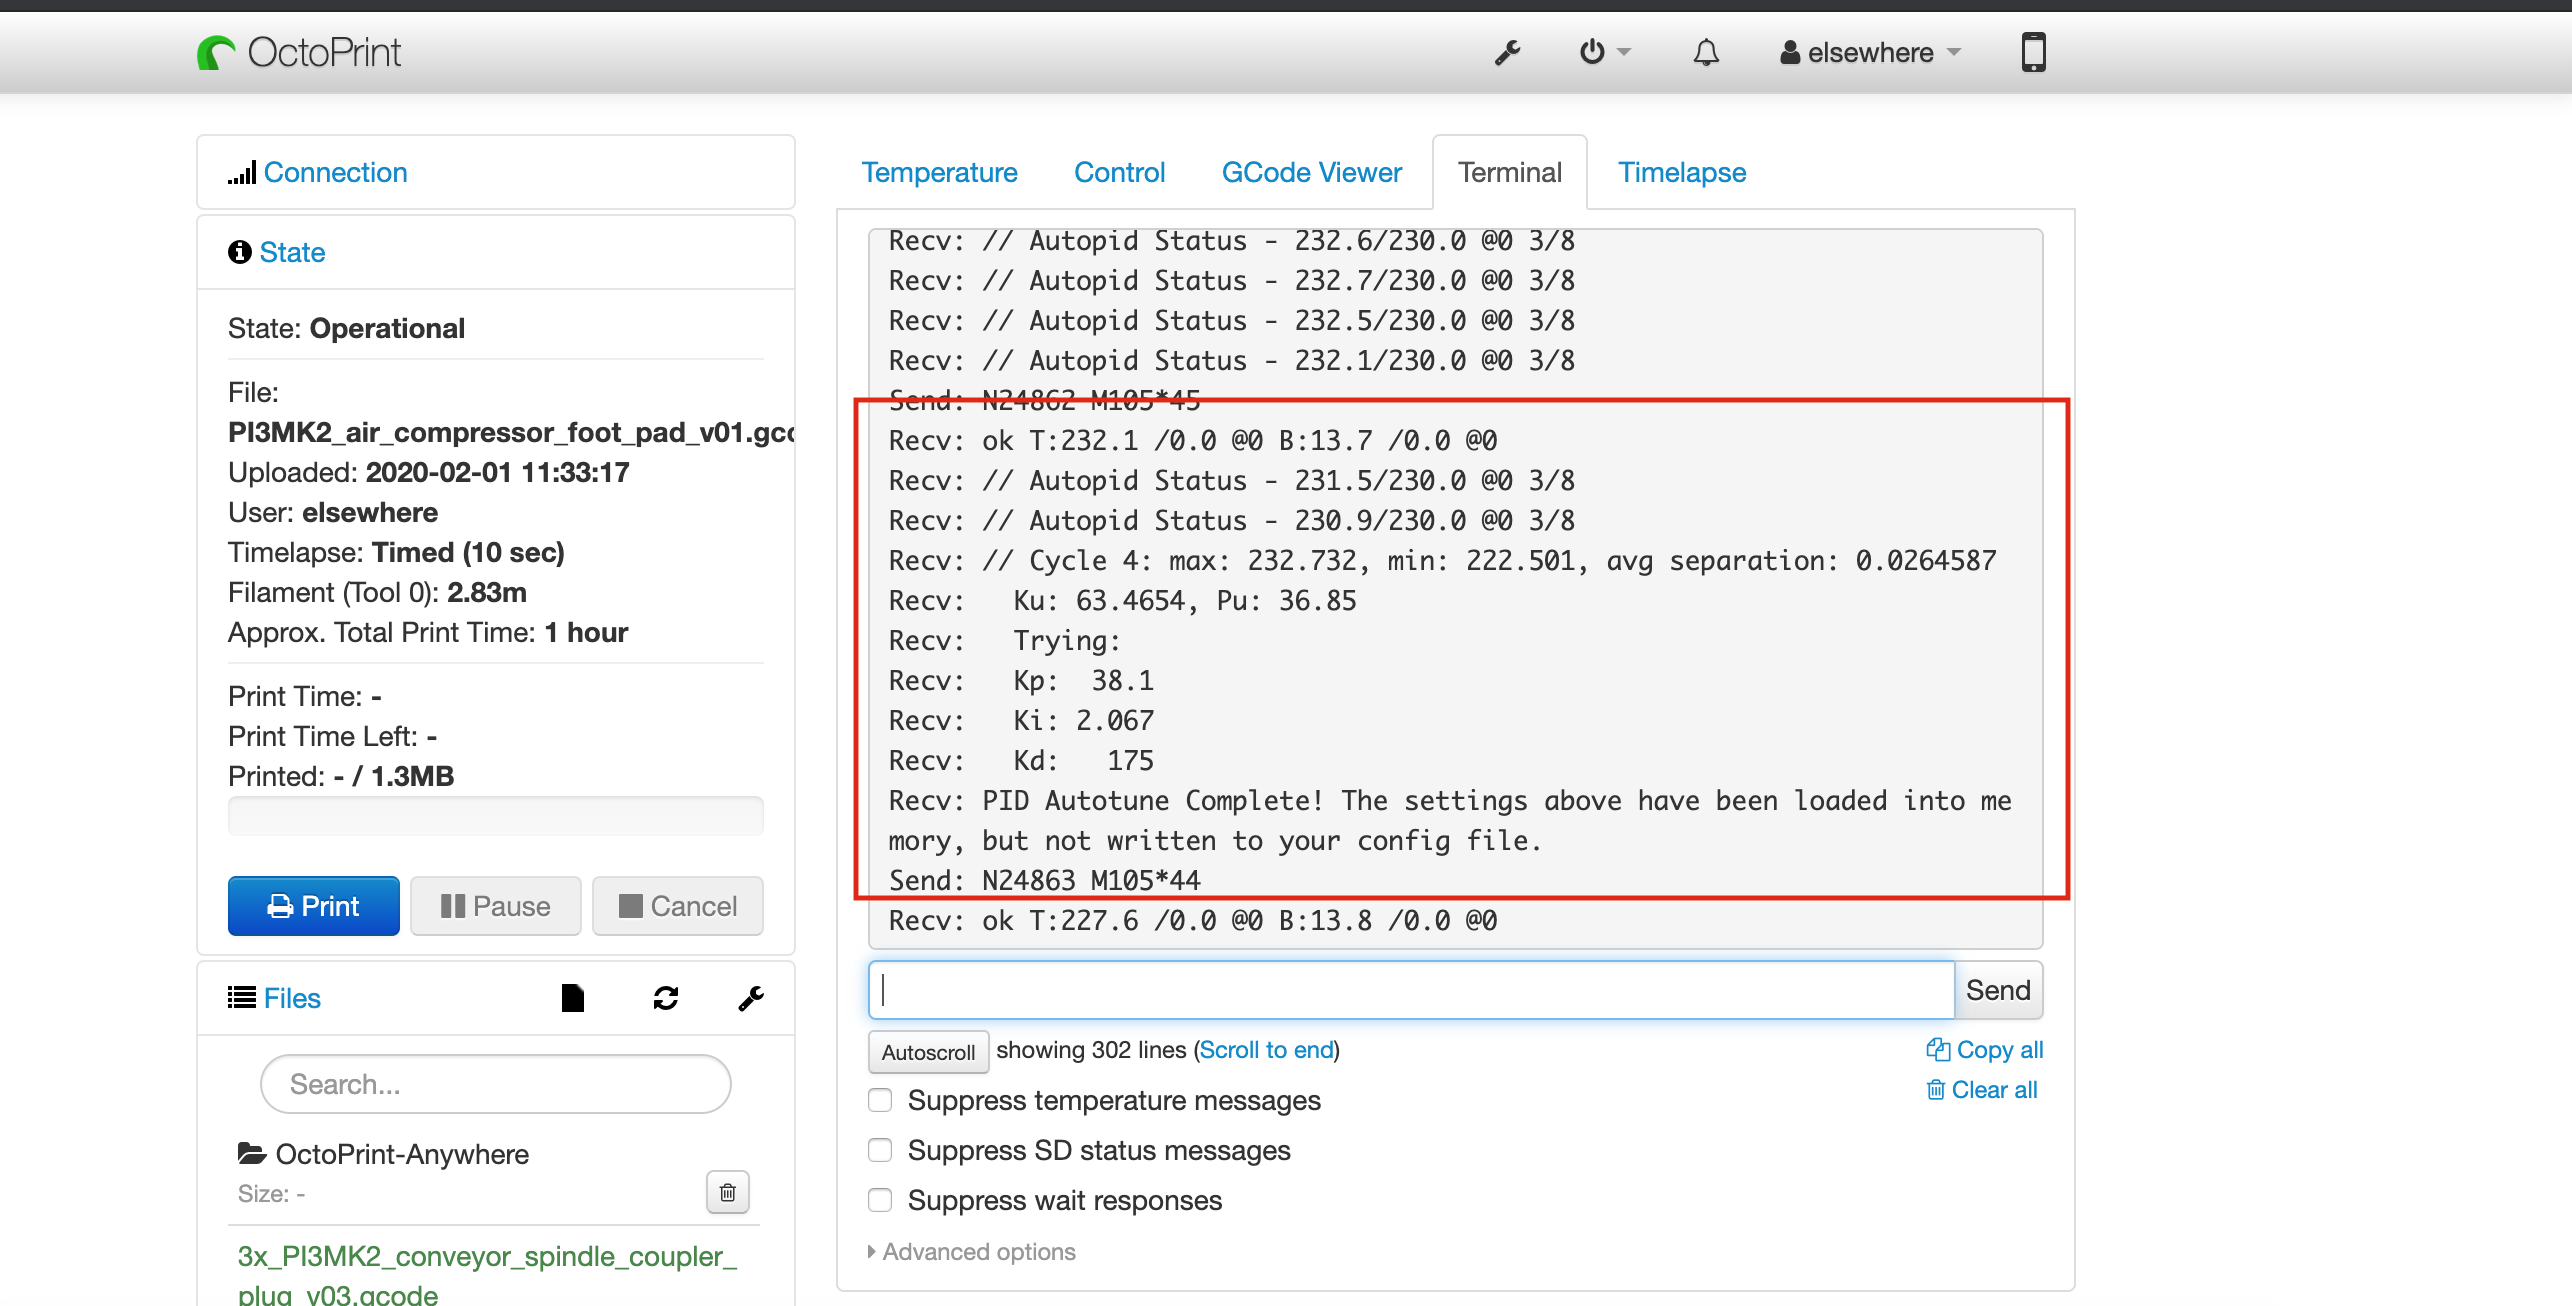 OctoPrint
elsewhere
Connection
State
State: Operational
File:
PI3MK2_air_compressor_foot_pad_v01.gco
Uploaded: 2020-02-01 11:33:17
User: elsewhere
Timelapse: Timed (10 sec)
Filament (Tool 0): 2.83m
Approx. Total Print Time: 1 hour
Print Time: -
Print Time Left: -
Printed: - / 1.3MB
Print
Pause
Cancel
Files
Search...
OctoPrint-Anywhere
Size: -
3x_PI3MK2_conveyor_spindle_coupler_
plug_v03.gcode
Temperature
Control
GCode Viewer
Terminal
Timelapse
Recv: // Autopid Status - 232.6/230.0 @0 3/8
Recv: // Autopid Status - 232.7/230.0 @0 3/8
Recv: // Autopid Status - 232.5/230.0 @0 3/8
Recv: // Autopid Status - 232.1/230.0 @0 3/8
Send: N24862 M105*45
Recv: ok T:232.1 /0.0 @0 B:13.7 /0.0 @0
Recv: // Autopid Status - 231.5/230.0 @0 3/8
Recv: // Autopid Status - 230.9/230.0 @0 3/8
Recv: // Cycle 4: max: 232.732, min: 222.501, avg separation: 0.0264587
Recv:   Ku: 63.4654, Pu: 36.85
Recv:   Trying:
Recv:   Kp:  38.1
Recv:   Ki: 2.067
Recv:   Kd:   175
Recv: PID Autotune Complete! The settings above have been loaded into me
mory, but not written to your config file.
Send: N24863 M105*44
Recv: ok T:227.6 /0.0 @0 B:13.8 /0.0 @0
Send
Autoscroll
showing 302 lines (Scroll to end)
Copy all
Clear all
Suppress temperature messages
Suppress SD status messages
Suppress wait responses
Advanced options